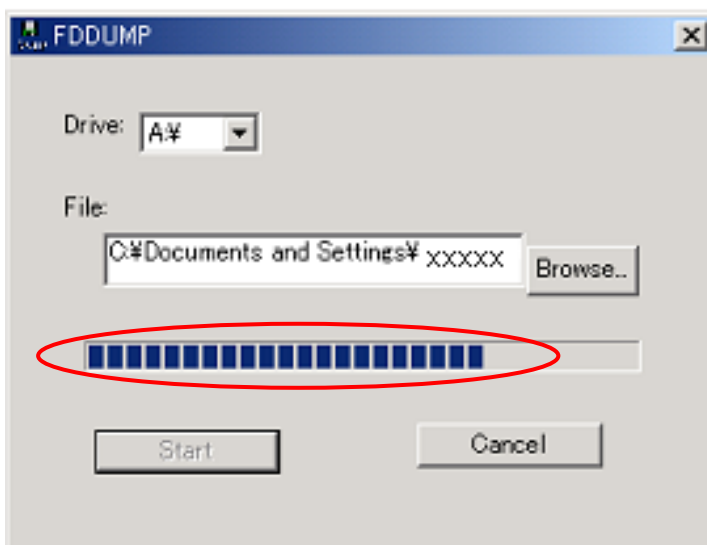 FDDUMP
Drive: A:¥
File:
C:¥Documents and Settings¥ xxxxx
Browse..
Start
Cancel